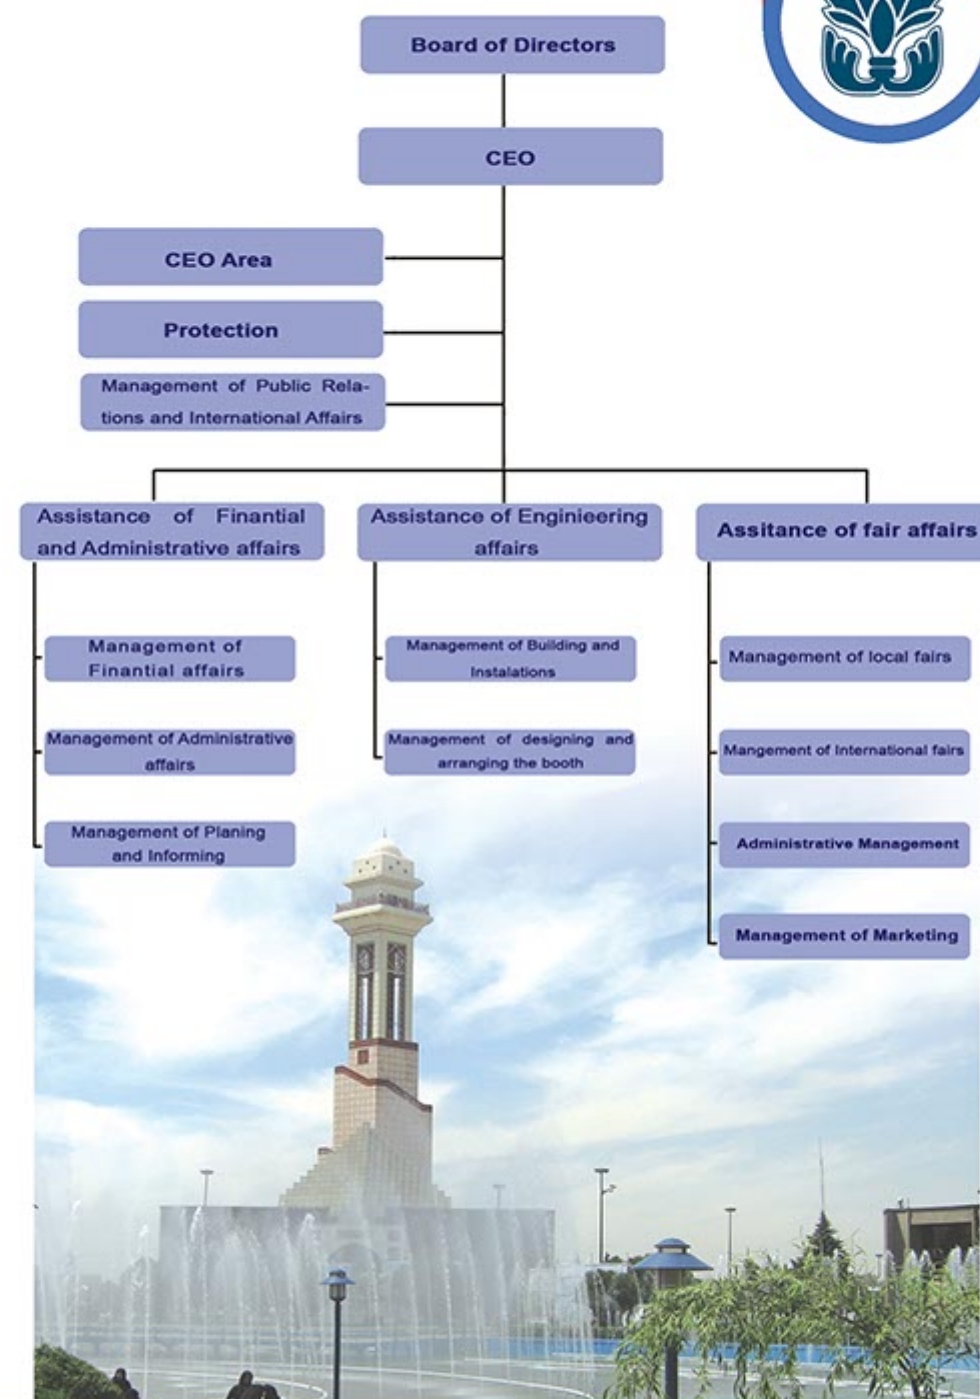 Board of Directors
CEO
CEO Area
Protection
Management of Public Rela-
tions and International Affairs
Assistance of Finantial
and Administrative affairs
Assistance of Enginieering
affairs
Assitance of fair affairs
Management of
Finantial affairs
Management of Administrative
affairs
Management of Planing
and Informing
Management of Building and
Instalations
Management of designing and
arranging the booth
Management of local fairs
Mangement of International fairs
Administrative Management
Management of Marketing